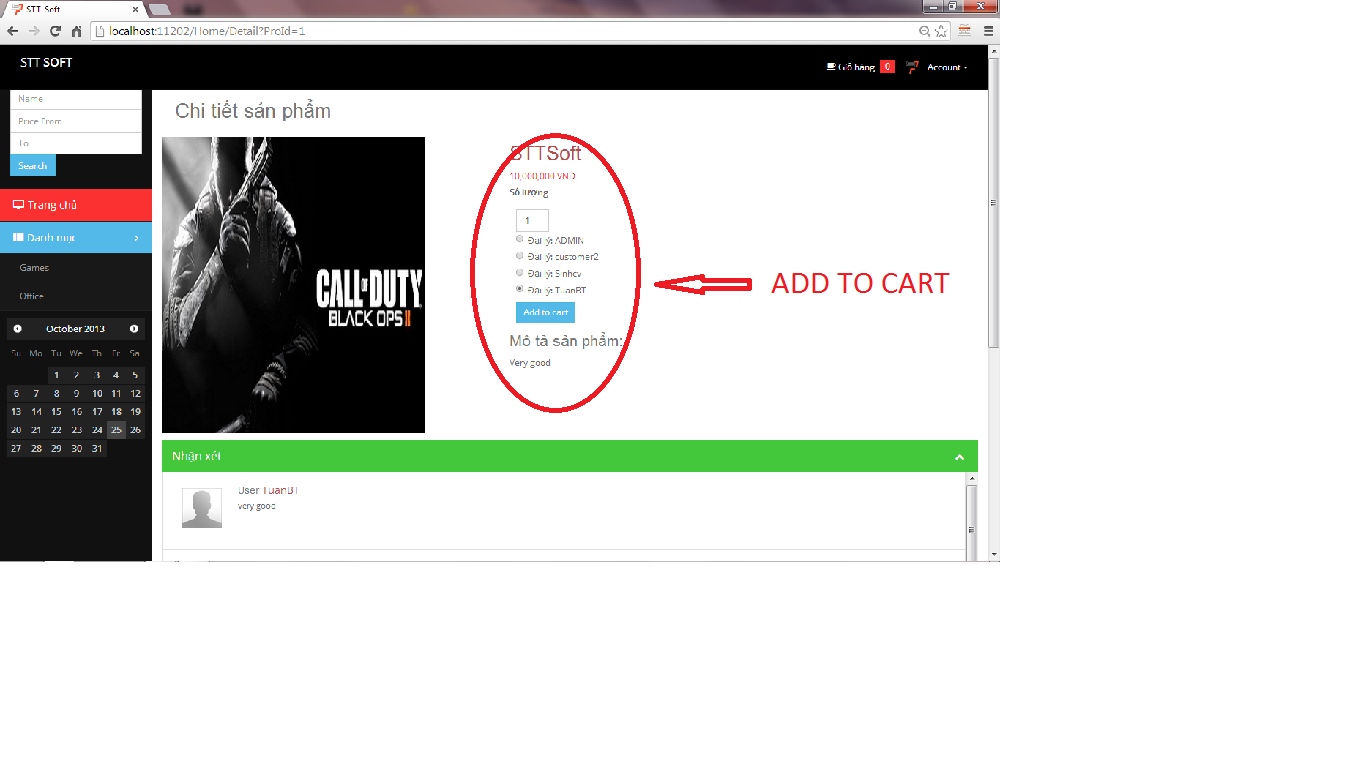 STT Soft
localhost:11202/Home/Detail?ProId=1
STT SOFT
Giỏ hàng 0
Account
Name
Price From
To
Search
Trang chủ
Danh mục
Games
Office
October 2013
Su Mo Tu We Th Fr Sa
1 2 3 4 5
6 7 8 9 10 11 12
13 14 15 16 17 18 19
20 21 22 23 24 25 26
27 28 29 30 31
Chi tiết sản phẩm
CALL OF DUTY
BLACK OPS II
STTSoft
10,000,000 VND
Số lượng
1
Đại lý: ADMIN
Đại lý: customer2
Đại lý: Sinhcv
Đại lý: TuanBT
Add to cart
Mô tả sản phẩm:
Very good
ADD TO CART
Nhận xét
User TuanBT
very good